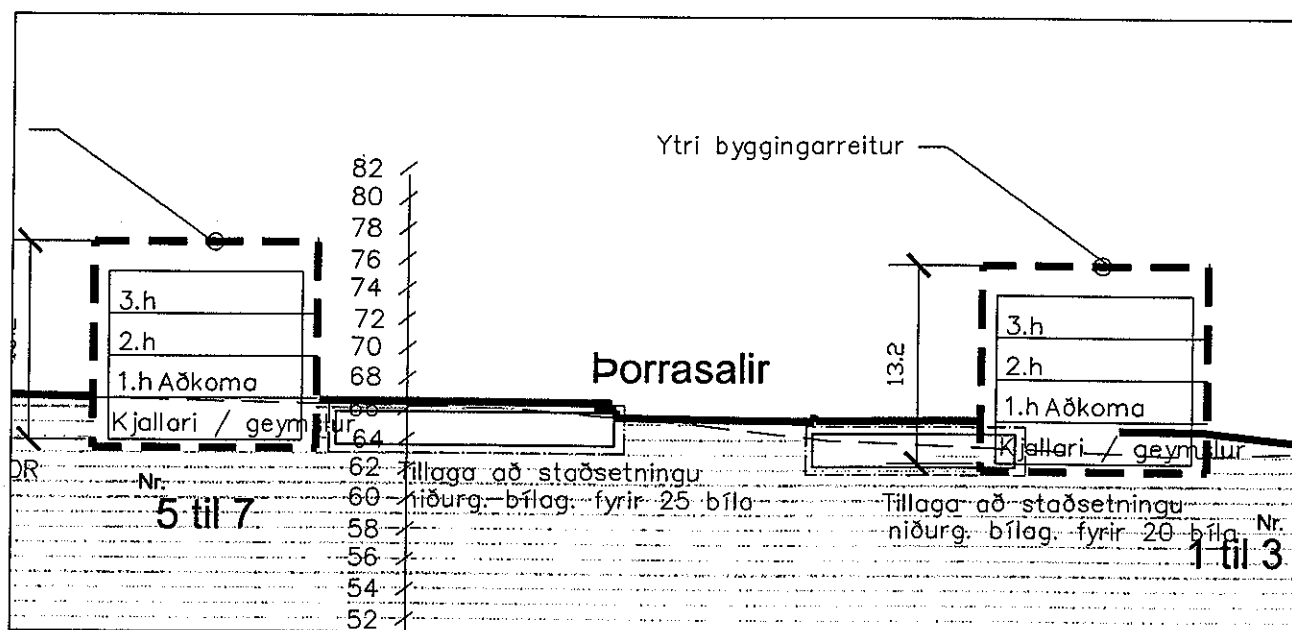 Ytri byggingarreitur
82
80
78
76
74
72
70
68
66
64
62
60
58
56
54
52
3.h
2.h
1.h Aðkoma
Kjallari / geymslur
Nr.
5 til 7
Þorrasalir
Tillaga að staðsetningu
niðurg. bílag. fyrir 25 bíla
13.2
3.h
2.h
1.h Aðkoma
Kjallari / geymslur
Tillaga að staðsetningu
niðurg. bílag. fyrir 20 bíla
Nr.
1 til 3